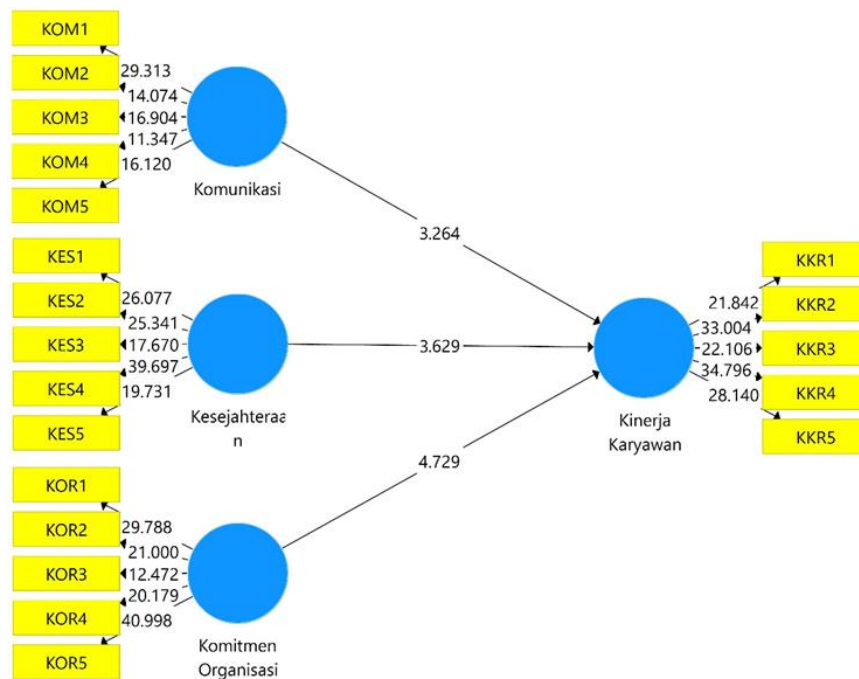 KOM1
KOM2
KOM3
KOM4
KOM5
29.313
14.074
16.904
11.347
16.120
Komunikasi
KES1
KES2
KES3
KES4
KES5
26.077
25.341
17.670
39.697
19.731
Kesejahteraa
n
KOR1
KOR2
KOR3
KOR4
KOR5
29.788
21.000
12.472
20.179
40.998
Komitmen
Organisasi
3.264
3.629
4.729
Kinerja
Karyawan
21.842
33.004
22.106
34.796
28.140
KKR1
KKR2
KKR3
KKR4
KKR5